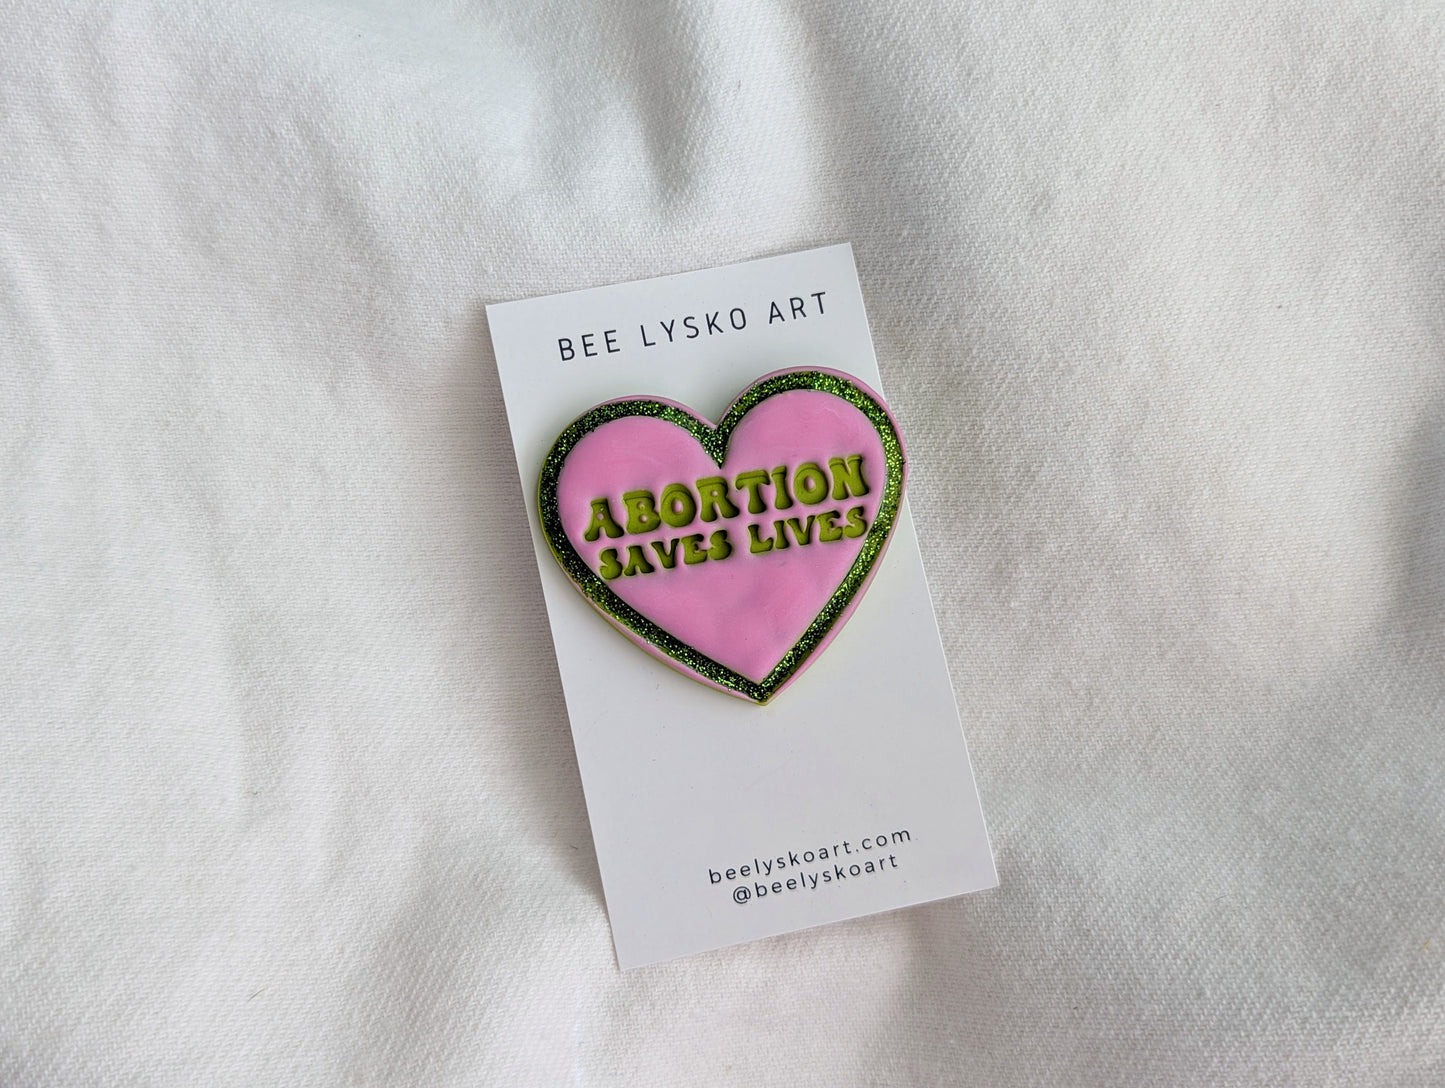 BEE LYSKO ART
ABORTION
SAVES LIVES
beelyskoart.com
@beelyskoart